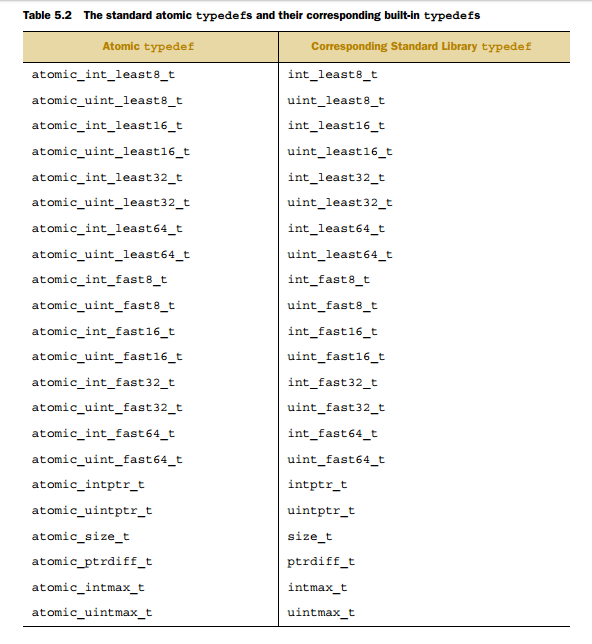 Table 5.2 The standard atomic typedefs and their corresponding built-in typedefs
Atomic typedef Corresponding Standard Library typedef
atomic_int_least8_t int_least8_t
atomic_uint_least8_t uint_least8_t
atomic_int_least16_t int_least16_t
atomic_uint_least16_t uint_least16_t
atomic_int_least32_t int_least32_t
atomic_uint_least32_t uint_least32_t
atomic_int_least64_t int_least64_t
atomic_uint_least64_t uint_least64_t
atomic_int_fast8_t int_fast8_t
atomic_uint_fast8_t uint_fast8_t
atomic_int_fast16_t int_fast16_t
atomic_uint_fast16_t uint_fast16_t
atomic_int_fast32_t int_fast32_t
atomic_uint_fast32_t uint_fast32_t
atomic_int_fast64_t int_fast64_t
atomic_uint_fast64_t uint_fast64_t
atomic_intptr_t intptr_t
atomic_uintptr_t uintptr_t
atomic_size_t size_t
atomic_ptrdiff_t ptrdiff_t
atomic_intmax_t intmax_t
atomic_uintmax_t uintmax_t